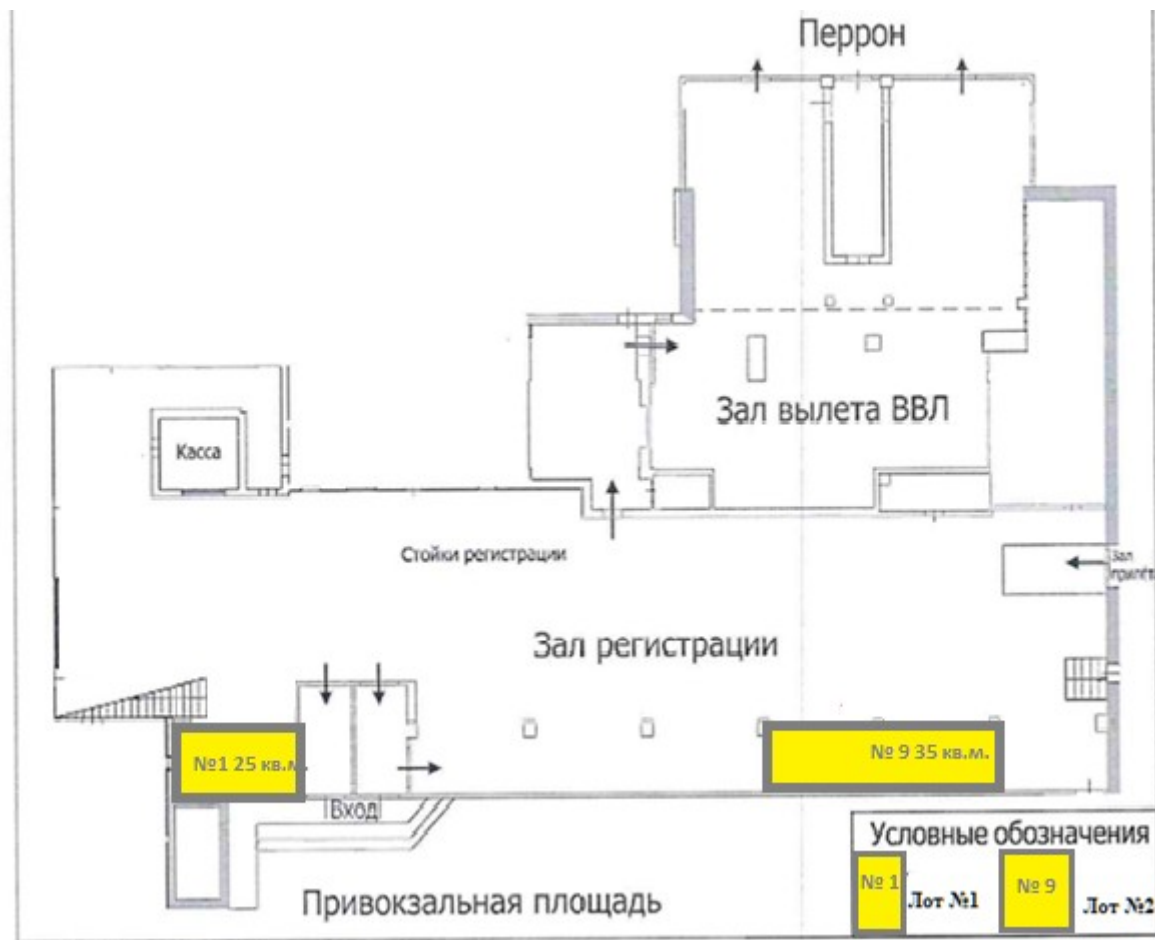 Перрон
Зал вылета ВВЛ
Касса
Стойки регистрации
Зал
прилёт
Зал регистрации
№1 25 кв.м.
№ 9 35 кв.м.
Вход
Условные обозначения
№ 1
Лот №1
№ 9
Лот №2
Привокзальная площадь